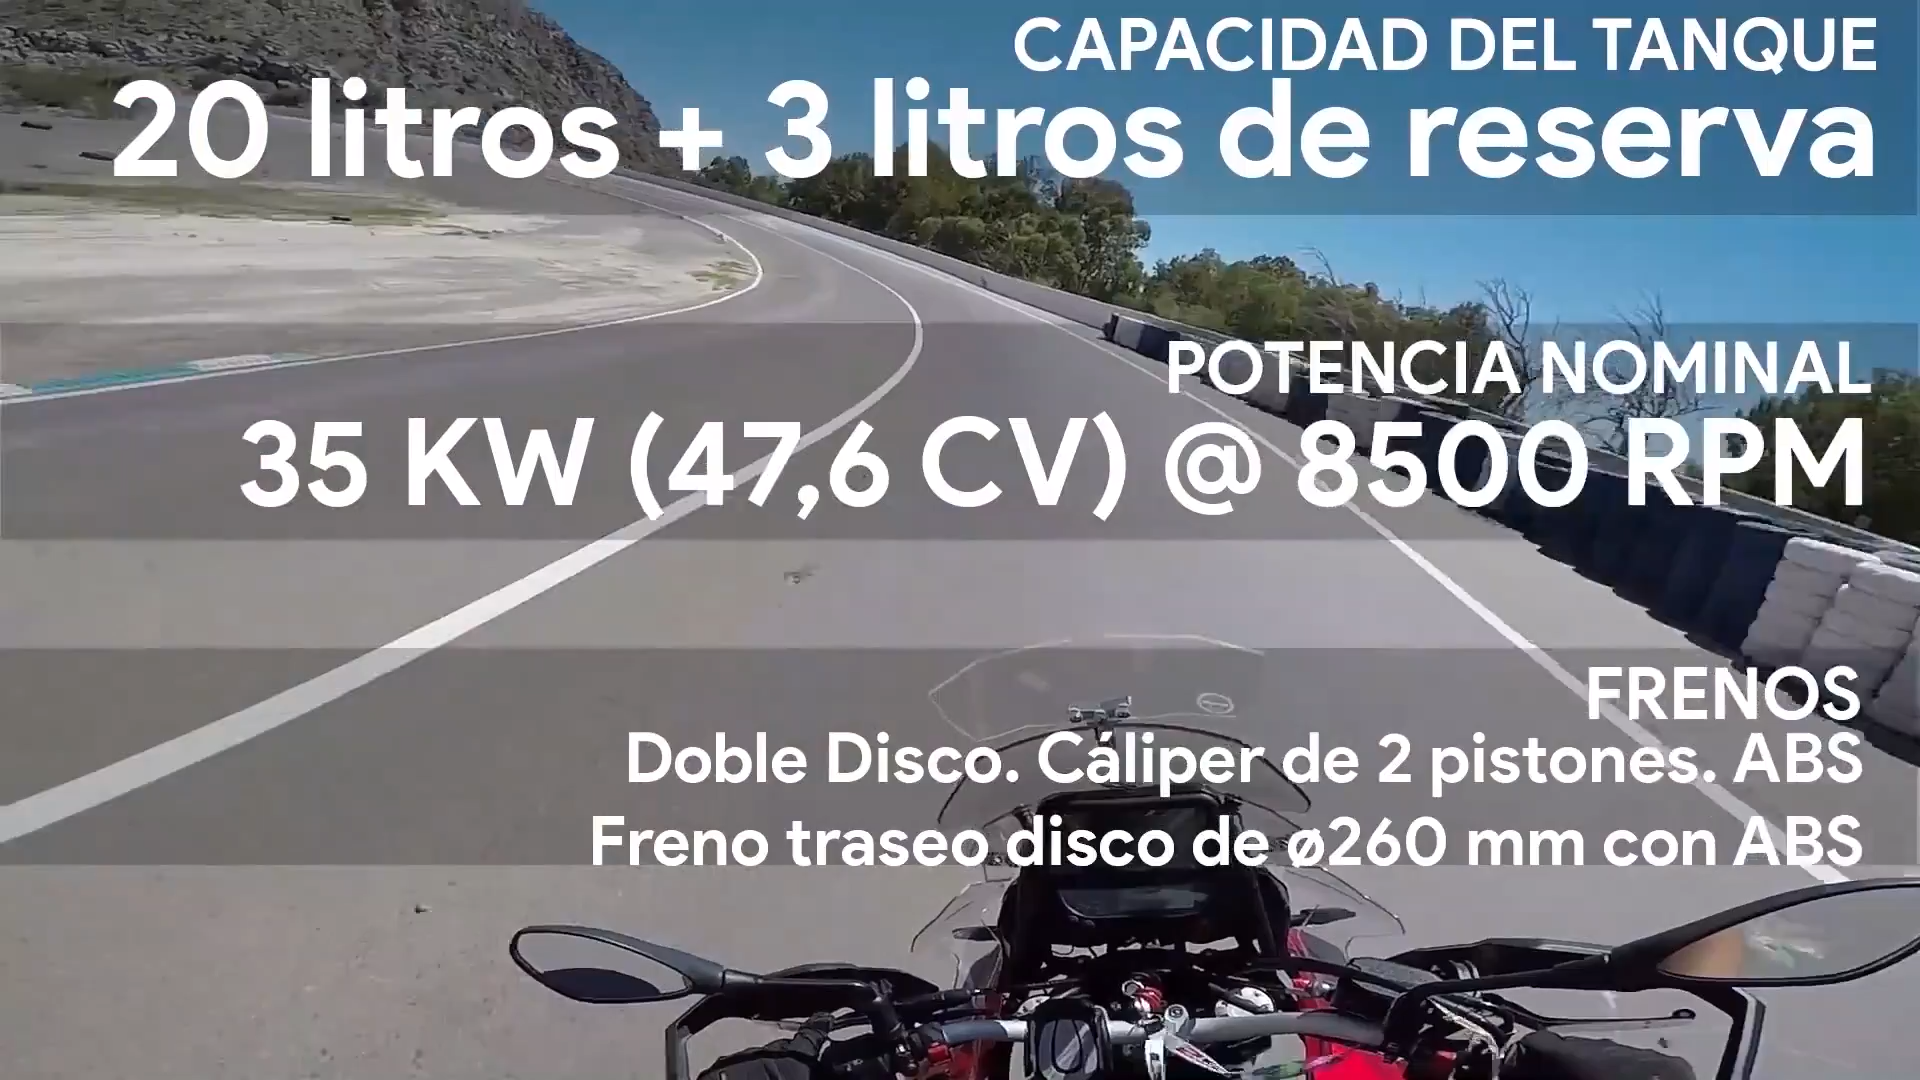 CAPACIDAD DEL TANQUE
20 litros + 3 litros de reserva
POTENCIA NOMINAL
35 KW (47,6 CV) @ 8500 RPM
FRENOS
Doble Disco. Cáliper de 2 pistones. ABS
Freno traseo disco de ø260 mm con ABS